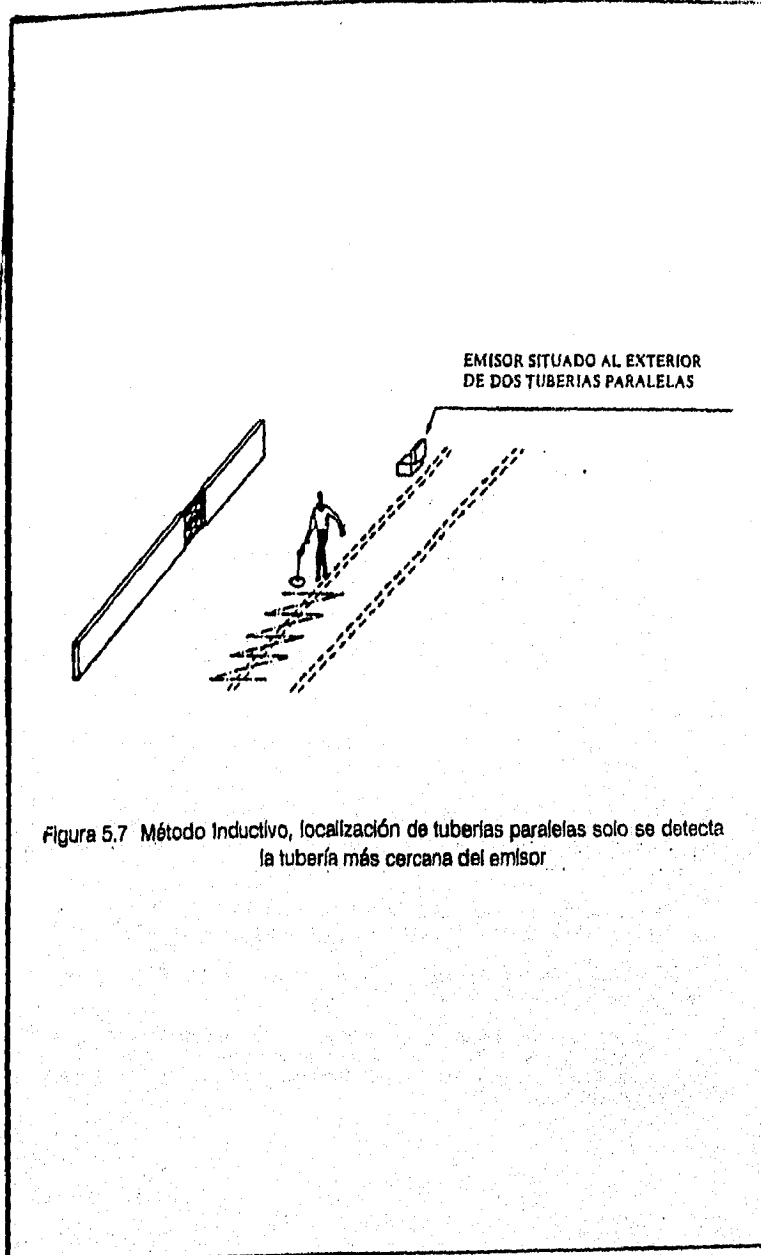 EMISOR SITUADO AL EXTERIOR
DE DOS TUBERIAS PARALELAS
Figura 5.7 Método Inductivo, localización de tuberías paralelas solo se detecta
la tubería más cercana del emisor